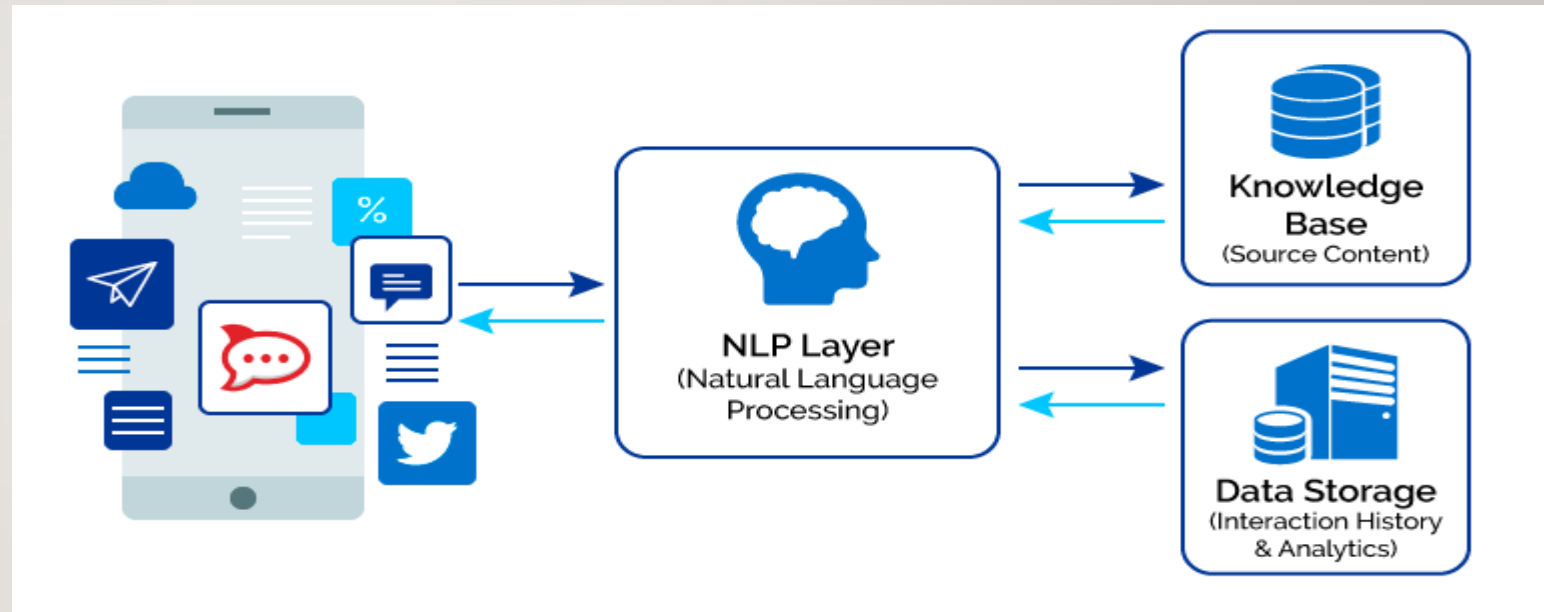 %
NLP Layer
(Natural Language
Processing)
Knowledge
Base
(Source Content)
Data Storage
(Interaction History
& Analytics)